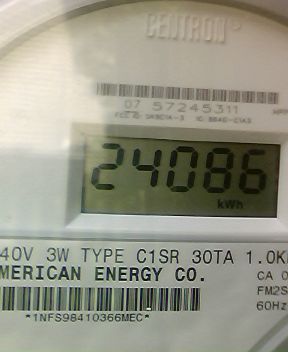 CENTRON
07 57245311
24086
kWh
40V 3W TYPE C1SR 30TA 1.0K
MERICAN ENERGY CO.
CA 0
FM2S
60Hz
*1NFS98410366MEC*